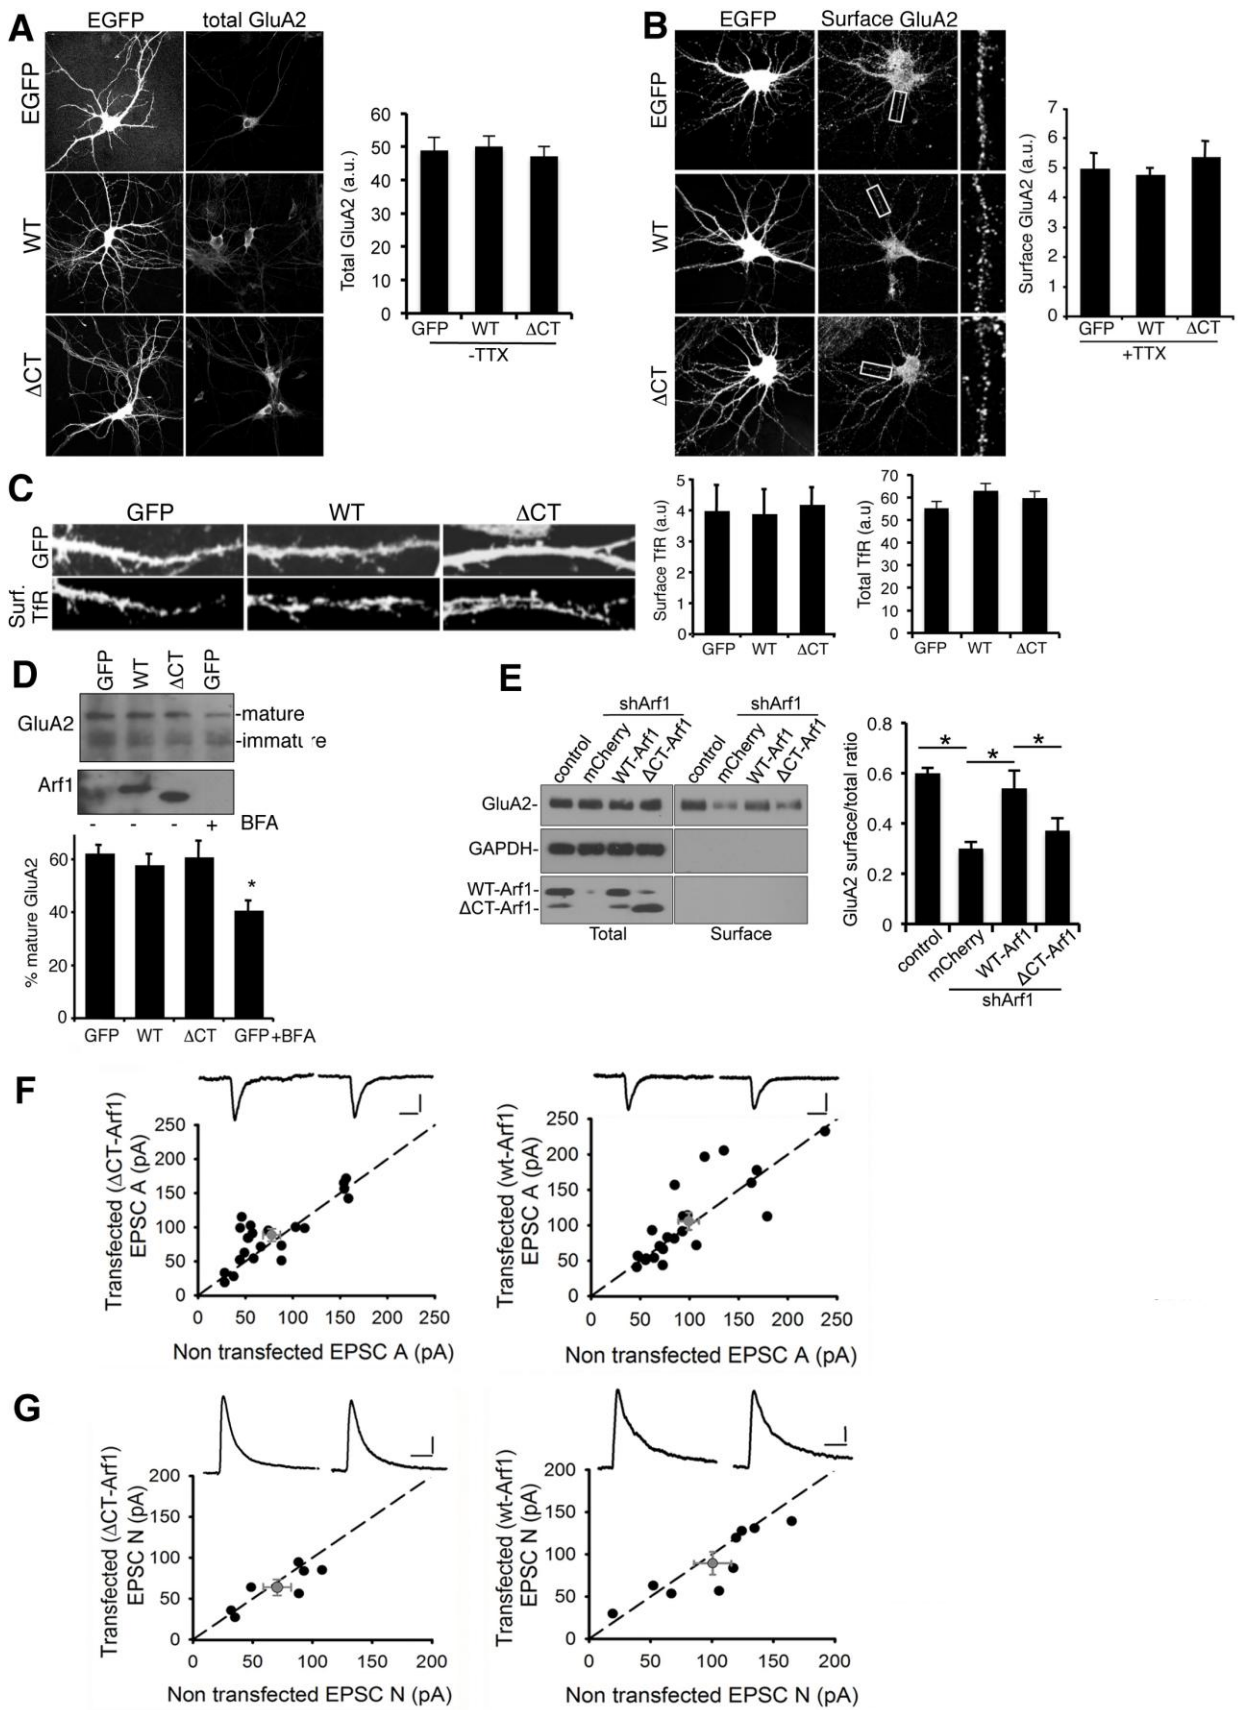 A
EGFP
total GluA2
EGFP
WT
ΔCT
Total GluA2 (a.u.)
60
50
40
30
20
10
0
GFP WT ΔCT
-TTX
B
EGFP
Surface GluA2
EGFP
WT
ΔCT
Surface GluA2 (a.u.)
7
6
5
4
3
2
1
0
GFP WT ΔCT
+TTX
C
GFP WT ΔCT
GFP
Surf.
TfR
Surface TfR (a.u)
5
4
3
2
1
0
GFP WT ΔCT
Total TfR (a.u)
70
60
50
40
30
20
10
0
GFP WT ΔCT
D
GFP WT ΔCT GFP
GluA2
-mature
-immature
Arf1
- - - + BFA
% mature GluA2
60
40
20
0
*
GFP WT ΔCT GFP+BFA
E
shArf1 shArf1
control mCherry WT-Arf1 ΔCT-Arf1 control mCherry WT-Arf1 ΔCT-Arf1
GluA2-
GAPDH-
WT-Arf1-
ΔCT-Arf1-
Total Surface
GluA2 surface/total ratio
0.8
0.6
0.4
0.2
0
* * *
control mCherry WT-Arf1 ΔCT-Arf1
shArf1
F
Transfected (ΔCT-Arf1)
EPSC A (pA)
250
200
150
100
50
0
0 50 100 150 200 250
Non transfected EPSC A (pA)
Transfected (wt-Arf1)
EPSC A (pA)
250
200
150
100
50
0
0 50 100 150 200 250
Non transfected EPSC A (pA)
G
Transfected (ΔCT-Arf1)
EPSC N (pA)
200
150
100
50
0
0 50 100 150 200
Non transfected EPSC N (pA)
Transfected (wt-Arf1)
EPSC N (pA)
200
150
100
50
0
0 50 100 150 200
Non transfected EPSC N (pA)